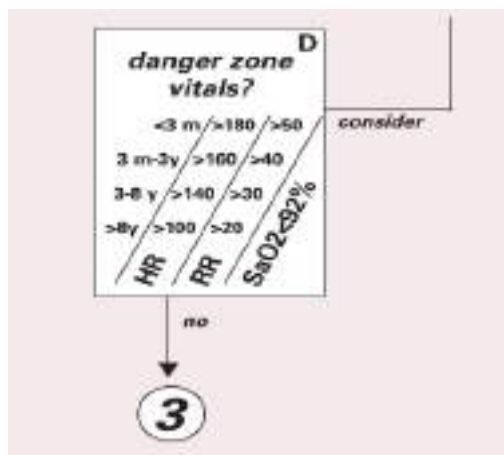 D
danger zone
vitals?
<3 m >180 >50
3 m-3y >160 >40
3-8 y >140 >30
>8y >100 >20
HR RR SaO2<92%
consider
no
3